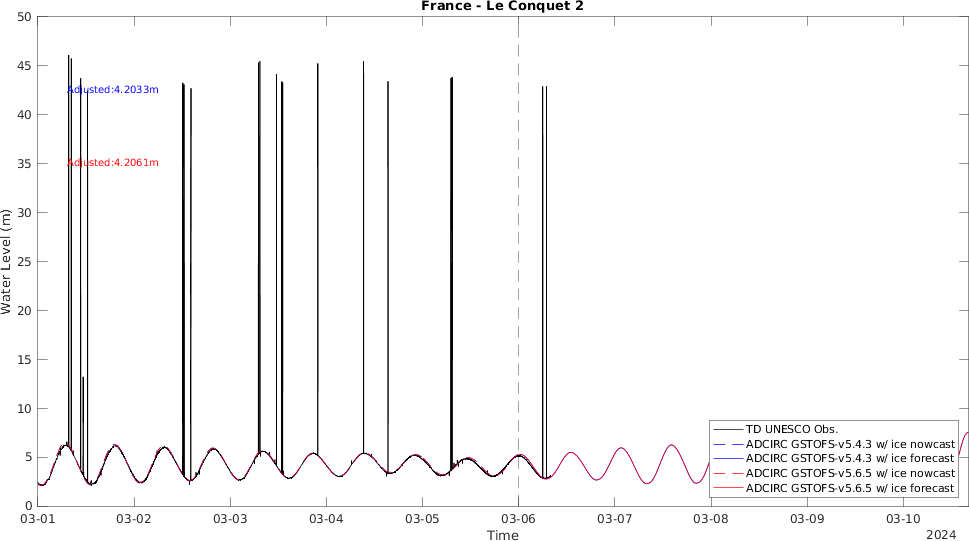 France - Le Conquet 2
50
45
40
35
30
25
20
15
10
5
0
Water Level (m)
Adjusted:4.2033m
Adjusted:4.2061m
TD UNESCO Obs.
ADCIRC GSTOFS-v5.4.3 w/ ice nowcast
ADCIRC GSTOFS-v5.4.3 w/ ice forecast
ADCIRC GSTOFS-v5.6.5 w/ ice nowcast
ADCIRC GSTOFS-v5.6.5 w/ ice forecast
03-01 03-02 03-03 03-04 03-05 03-06 03-07 03-08 03-09 03-10
Time
2024